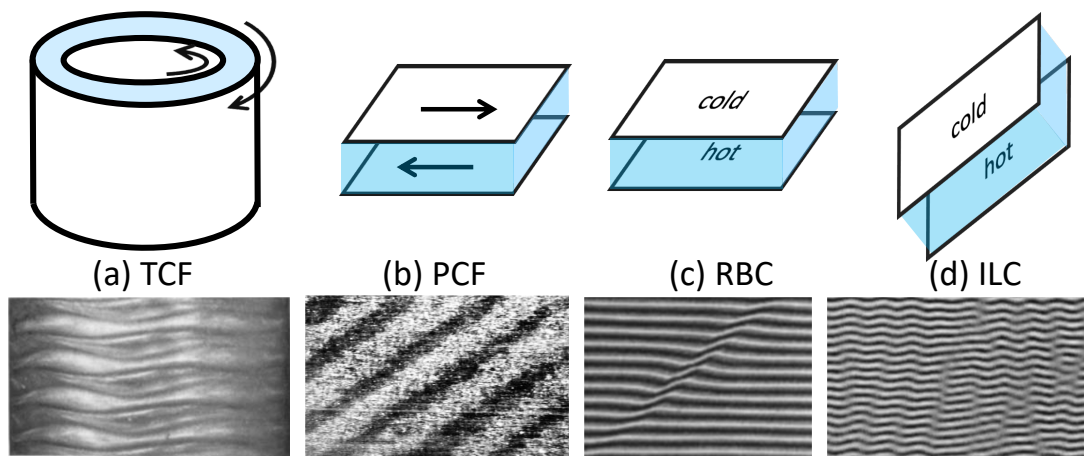 cold
hot
cold
hot
(a) TCF
(b) PCF
(c) RBC
(d) ILC